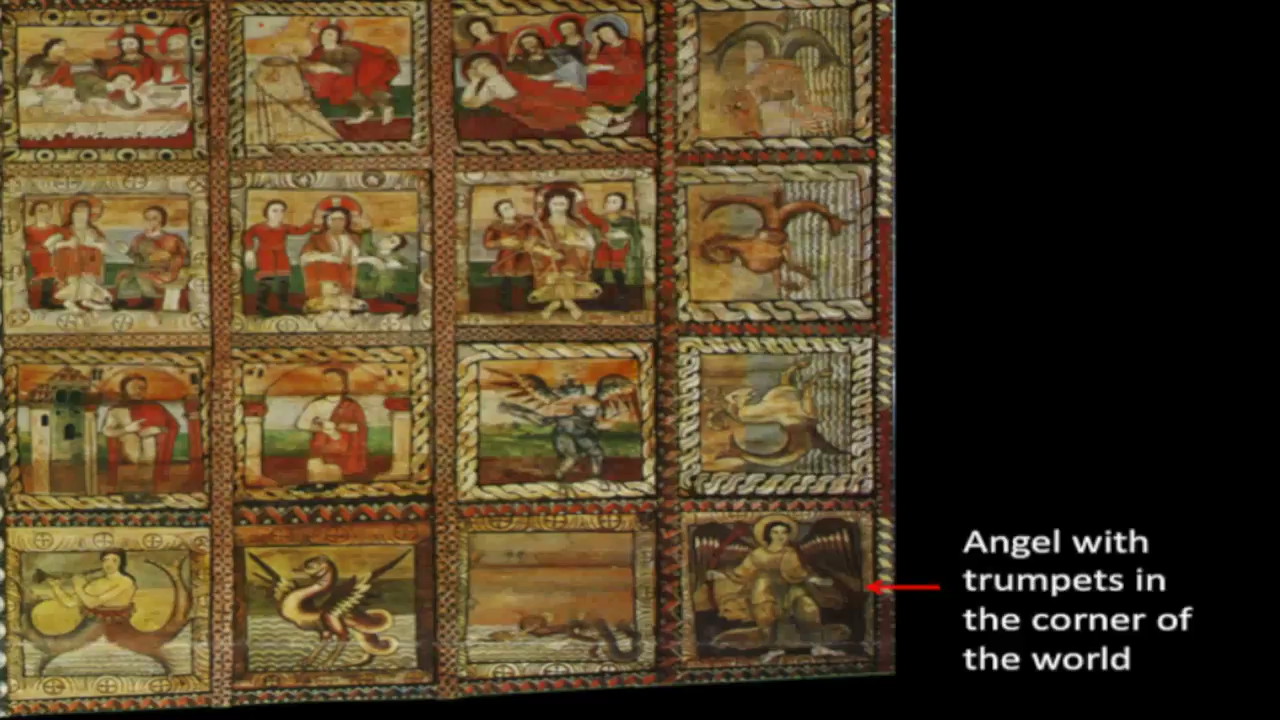 Angel with
trumpets in
the corner of
the world